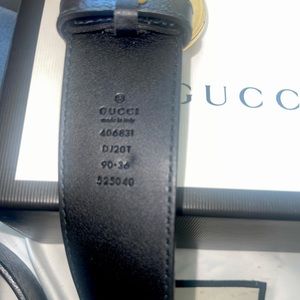 GUCCI
made in italy
406831
DJ20T
90·36
525040
GUCC